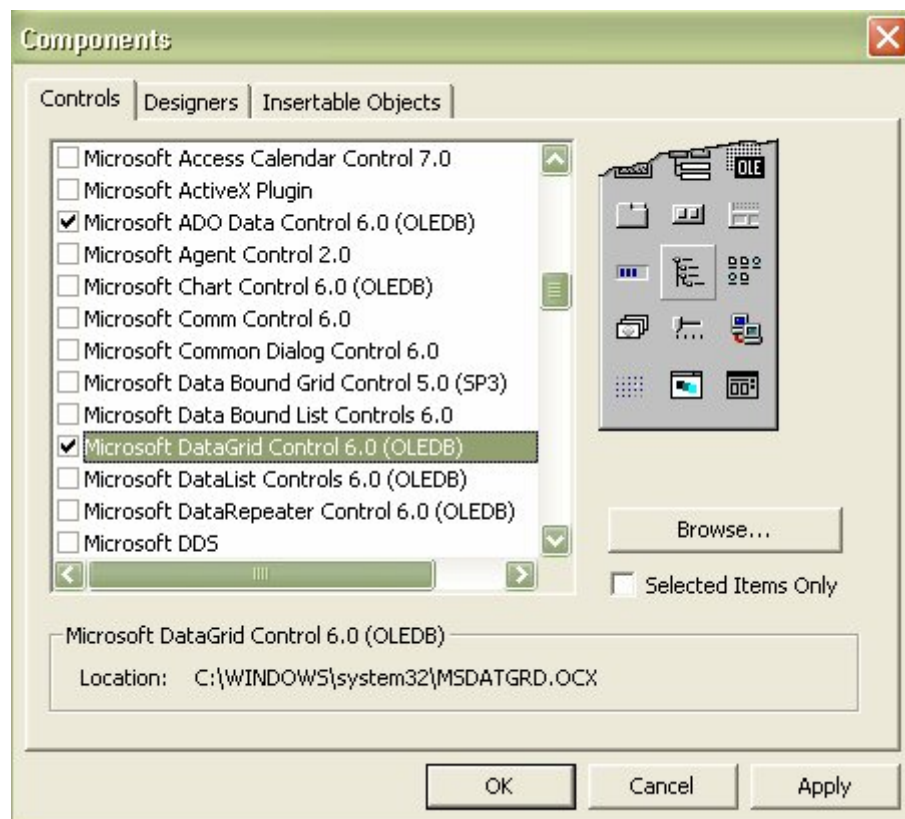 Components
Controls Designers Insertable Objects
Microsoft Access Calendar Control 7.0
Microsoft ActiveX Plugin
Microsoft ADO Data Control 6.0 (OLEDB)
Microsoft Agent Control 2.0
Microsoft Chart Control 6.0 (OLEDB)
Microsoft Comm Control 6.0
Microsoft Common Dialog Control 6.0
Microsoft Data Bound Grid Control 5.0 (SP3)
Microsoft Data Bound List Controls 6.0
Microsoft DataGrid Control 6.0 (OLEDB)
Microsoft DataList Controls 6.0 (OLEDB)
Microsoft DataRepeater Control 6.0 (OLEDB)
Microsoft DDS
OLE
Browse...
Selected Items Only
Microsoft DataGrid Control 6.0 (OLEDB)
Location: C:\WINDOWS\system32\MSDATGRD.OCX
OK Cancel Apply